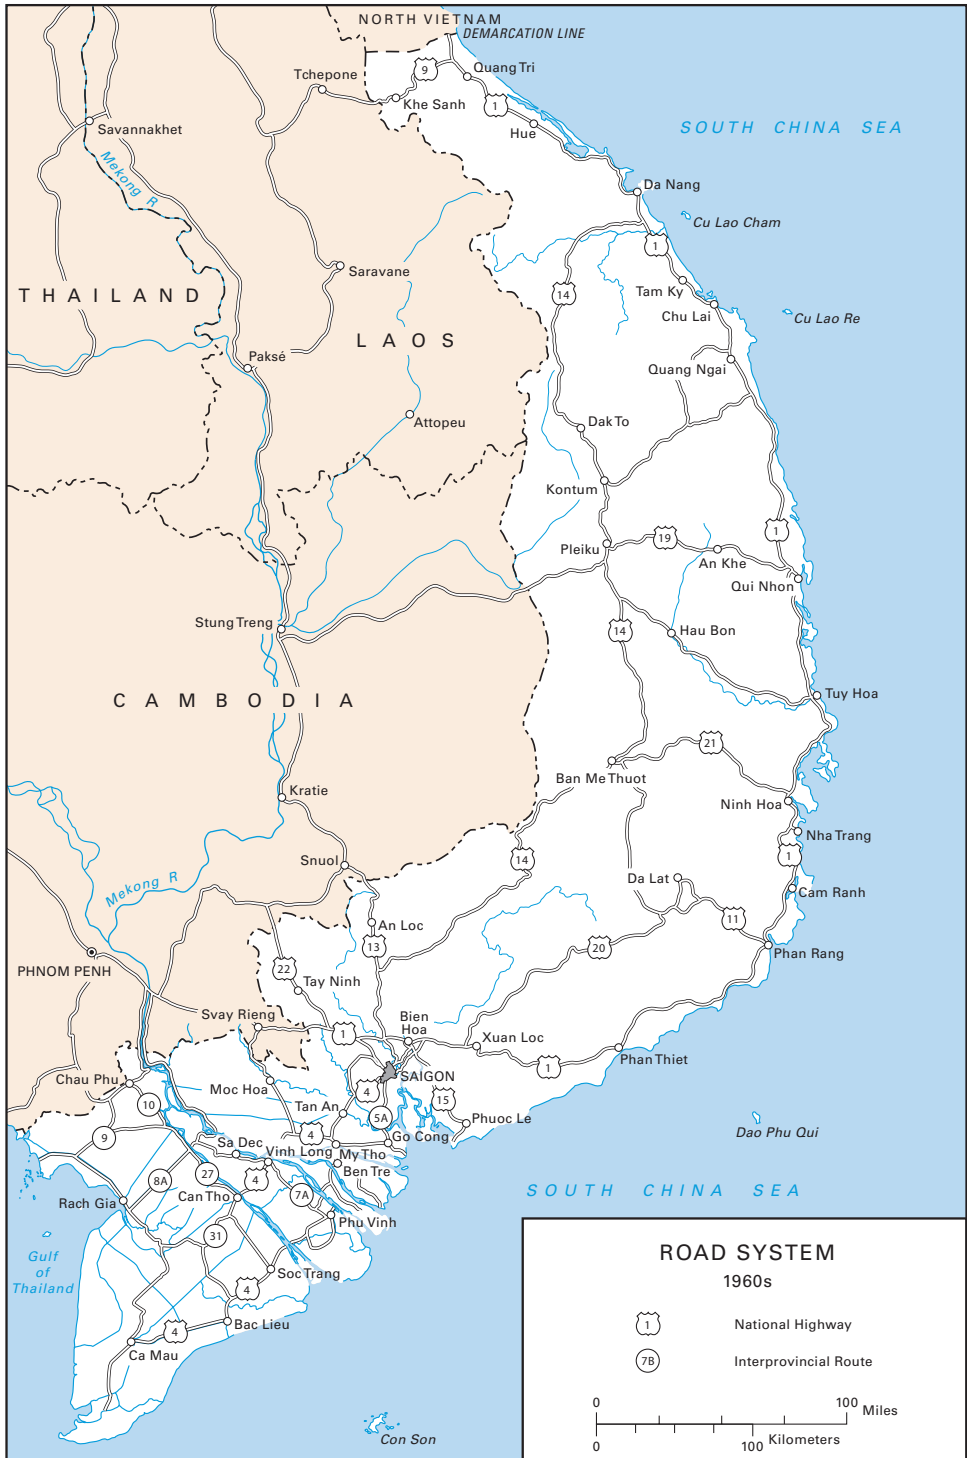 NORTH VIETNAM
DEMARCATION LINE
Quang Tri
9
Tchepone
Khe Sanh
1
Hue
Savannakhet
SOUTH CHINA SEA
Mekong R
Da Nang
Cu Lao Cham
1
Saravane
THAILAND
14
Tam Ky
Chu Lai
Cu Lao Re
LAOS
Paksé
Quang Ngai
Attopeu
Dak To
Kontum
1
19
Pleiku
An Khe
Qui Nhon
Stung Treng
14
Hau Bon
CAMBODIA
Tuy Hoa
21
Ban Me Thuot
Kratie
Ninh Hoa
Nha Trang
Snuol
14
1
Da Lat
Mekong R
Cam Ranh
An Loc
11
13
20
Phan Rang
PHNOM PENH
22
Tay Ninh
Svay Rieng
Bien
Hoa
1
Xuan Loc
Phan Thiet
1
Chau Phu
SAIGON
Moc Hoa
4
15
10
Tan An
5A
Phuoc Le
9
4
Go Cong
Dao Phu Qui
Sa Dec
Vinh Long
My Tho
Ben Tre
8A
27
4
7A
Can Tho
SOUTH CHINA SEA
Rach Gia
Phu Vinh
31
Gulf
of
Thailand
Soc Trang
4
4
Bac Lieu
Ca Mau
Con Son
ROAD SYSTEM
1960s
1 National Highway
7B Interprovincial Route
0 100 Miles
0 100 Kilometers